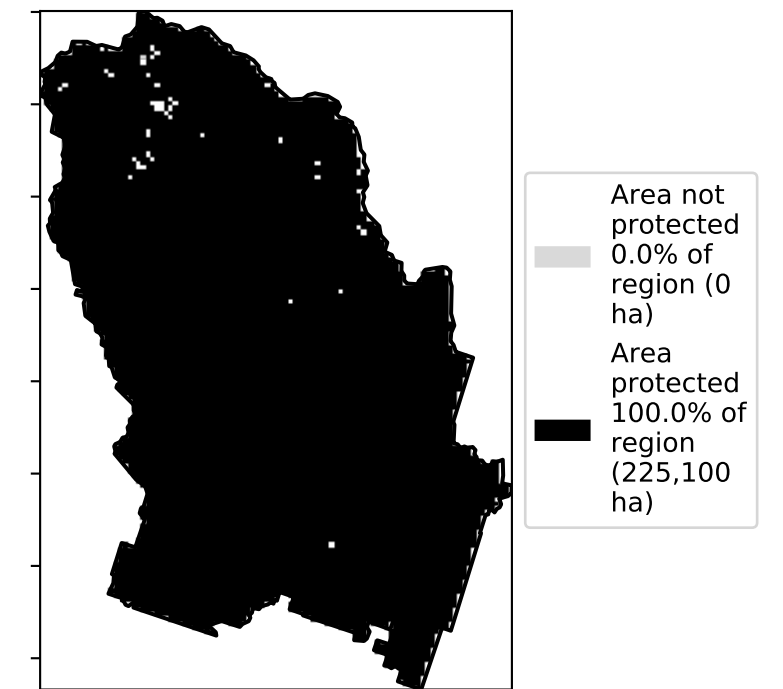 Area not
protected
0.0% of
region (0
ha)
Area
protected
100.0% of
region
(225,100
ha)